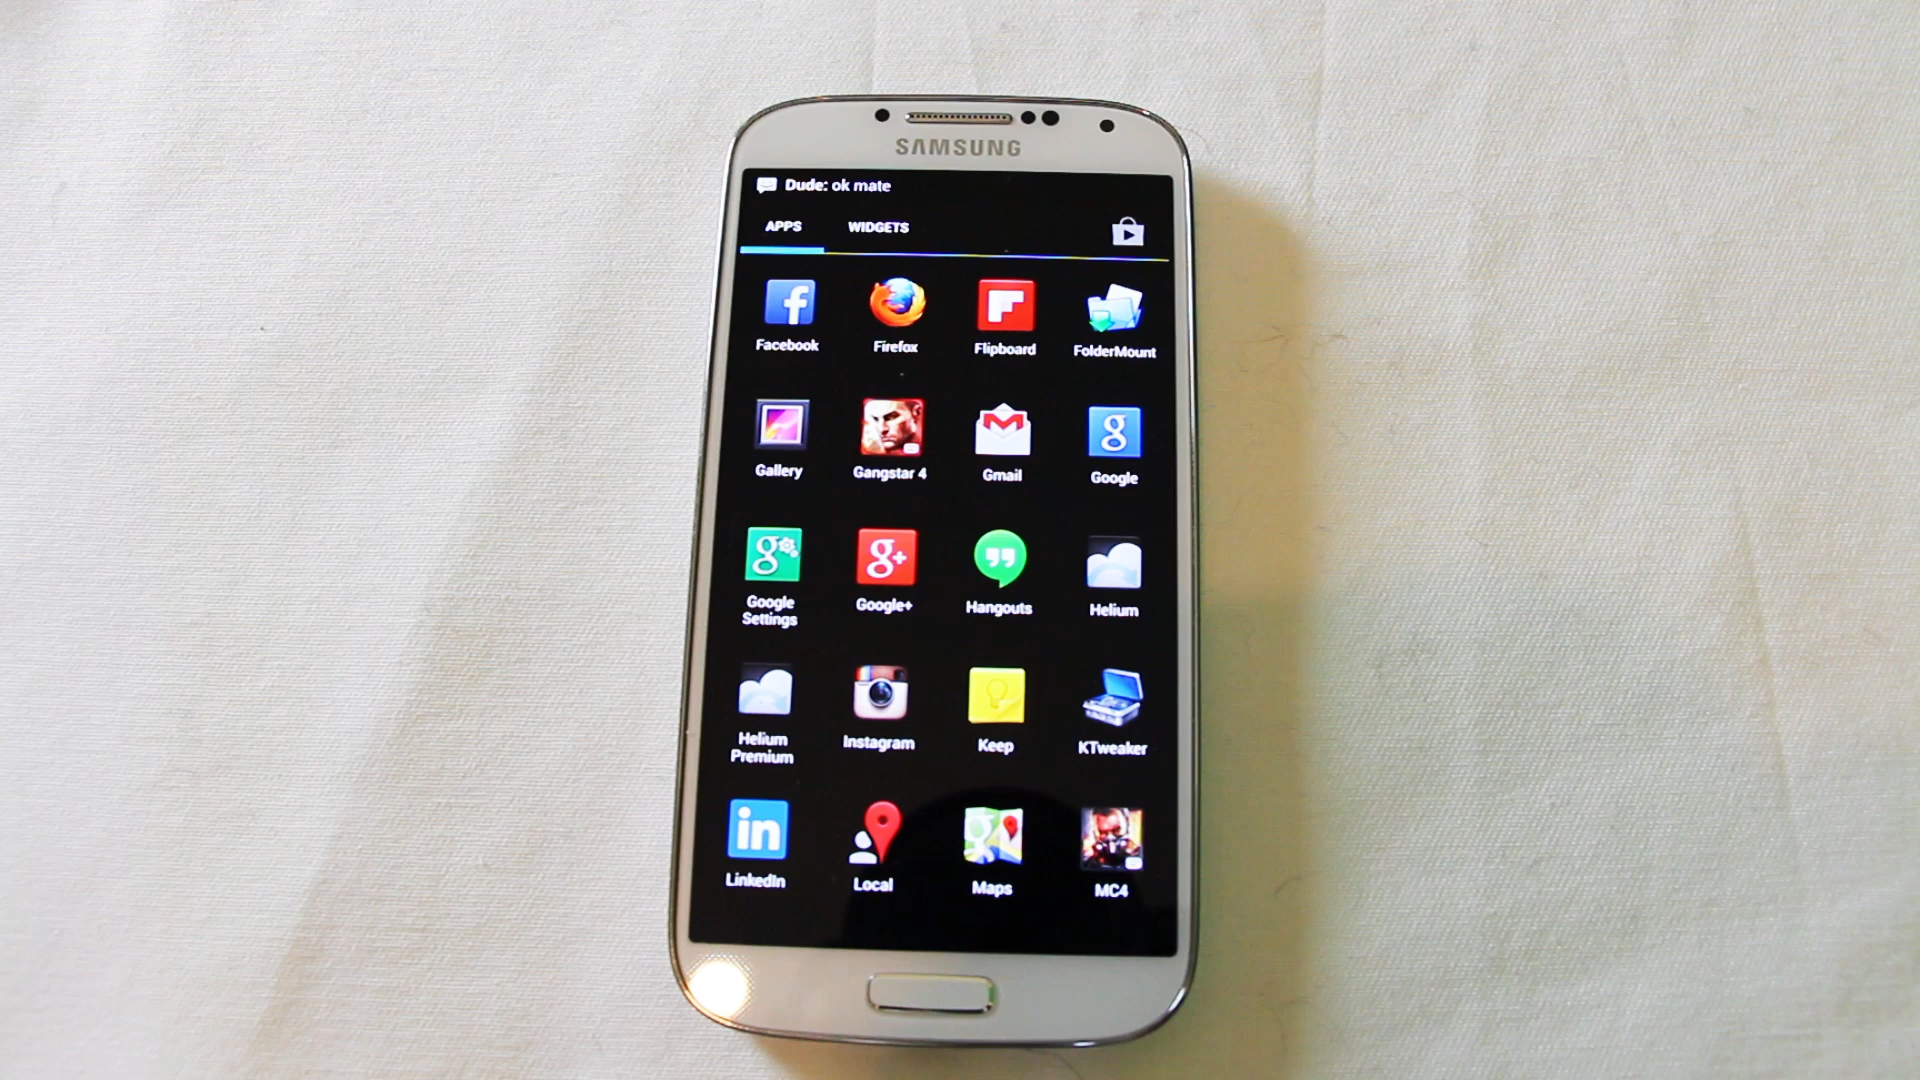 SAMSUNG
Dude: ok mate
APPS WIDGETS
Facebook Firefox Flipboard FolderMount
Gallery Gangstar 4 Gmail Google
Google Settings Google+ Hangouts Helium
Helium Premium Instagram Keep KTweaker
LinkedIn Local Maps MC4